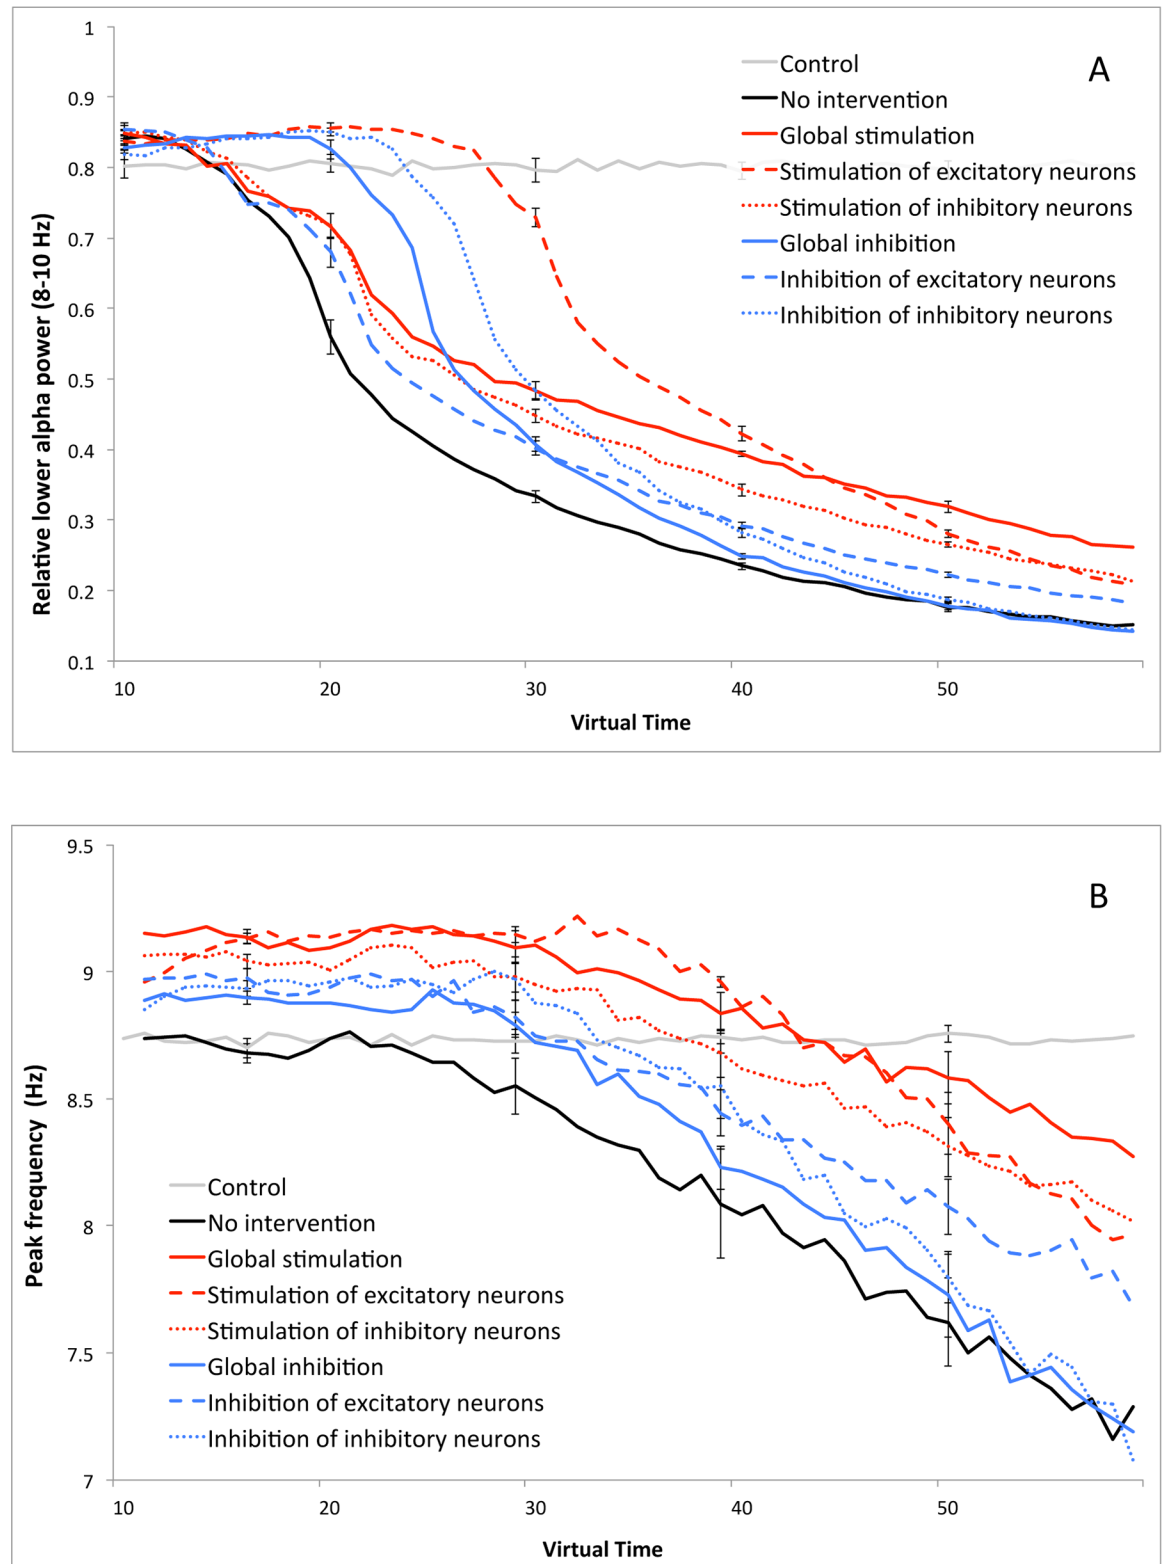 A
1
0.9
0.8
0.7
0.6
0.5
0.4
0.3
0.2
0.1
Relative lower alpha power (8-10 Hz)
Control
No intervention
Global stimulation
Stimulation of excitatory neurons
Stimulation of inhibitory neurons
Global inhibition
Inhibition of excitatory neurons
Inhibition of inhibitory neurons
10 20 30 40 50
Virtual Time
B
9.5
9
8.5
8
7.5
7
Peak frequency (Hz)
Control
No intervention
Global stimulation
Stimulation of excitatory neurons
Stimulation of inhibitory neurons
Global inhibition
Inhibition of excitatory neurons
Inhibition of inhibitory neurons
10 20 30 40 50
Virtual Time